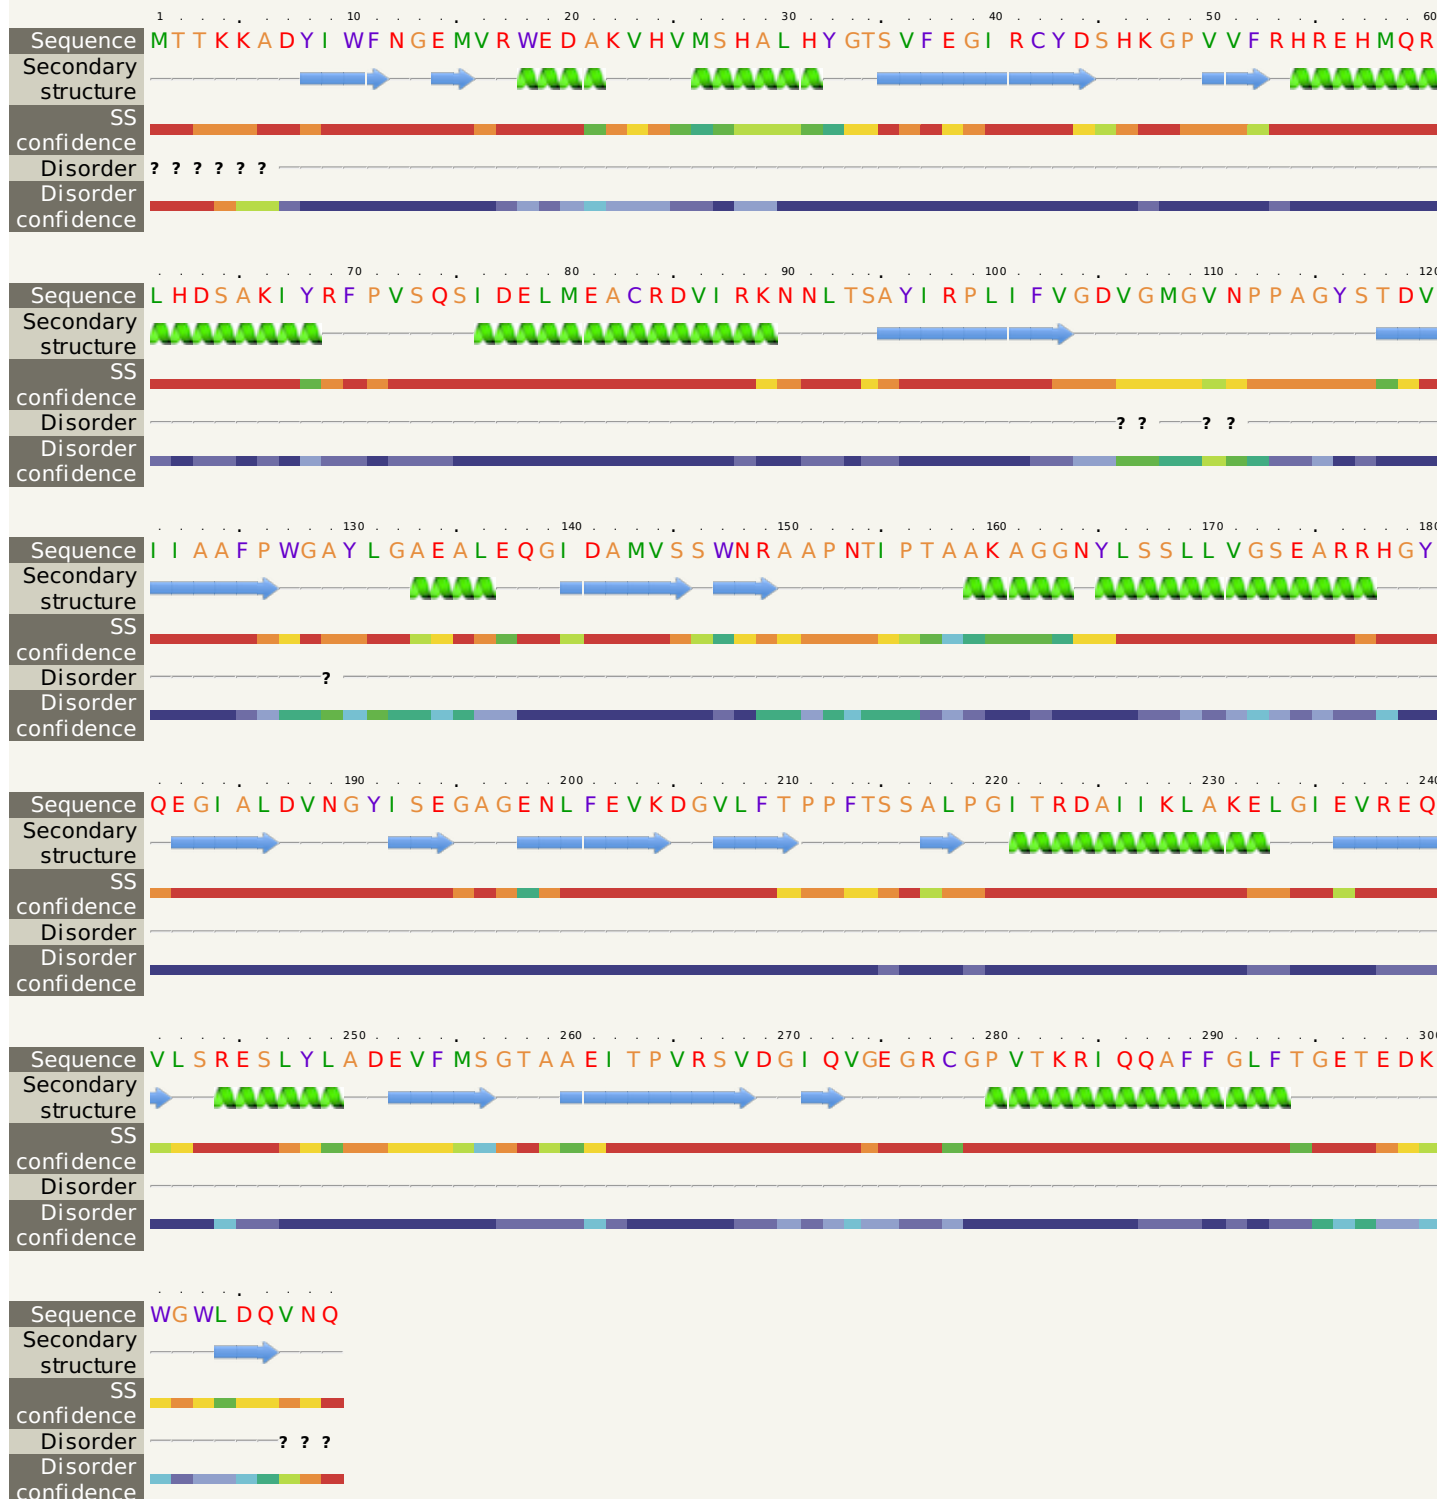 1 10 20 30 40 50 60
Sequence MTTKKADYIWFNGEMVRWEDAKVHVMSHALHYGTSVFEGIRCYDSHKGPVVFRHREHMQR
Secondary
structure
SS
confidence
Disorder ? ? ? ? ? ?
Disorder
confidence
70 80 90 100 110 120
Sequence LHDSAKIYRFPVSQSIDELMEACRDVIRKNNLTSAYIRPLIFVGDVGMGVNPPAGYSTDV
Secondary
structure
SS
confidence
Disorder ? ? ? ?
Disorder
confidence
130 140 150 160 170 180
Sequence IIAAFPWGAYLGAEALEQGIDAMVSSWNRAAPNTIPTAAKAGGNYLSSLLVGSEARRHGY
Secondary
structure
SS
confidence
Disorder ?
Disorder
confidence
190 200 210 220 230 240
Sequence QEGIALDVNGYISEGAGENLFEVKDGVLFTPPFTSSALPGITRDAIIKLAKELGIEVREQ
Secondary
structure
SS
confidence
Disorder
Disorder
confidence
250 260 270 280 290 300
Sequence VLSRESLYLADEVFMSGTAAEITPVRSVDGIQVGEGRCGPVTKRIQQAFFGLFTGETEDK
Secondary
structure
SS
confidence
Disorder
Disorder
confidence
Sequence WGWLDQVNQ
Secondary
structure
SS
confidence
Disorder ? ? ?
Disorder
confidence